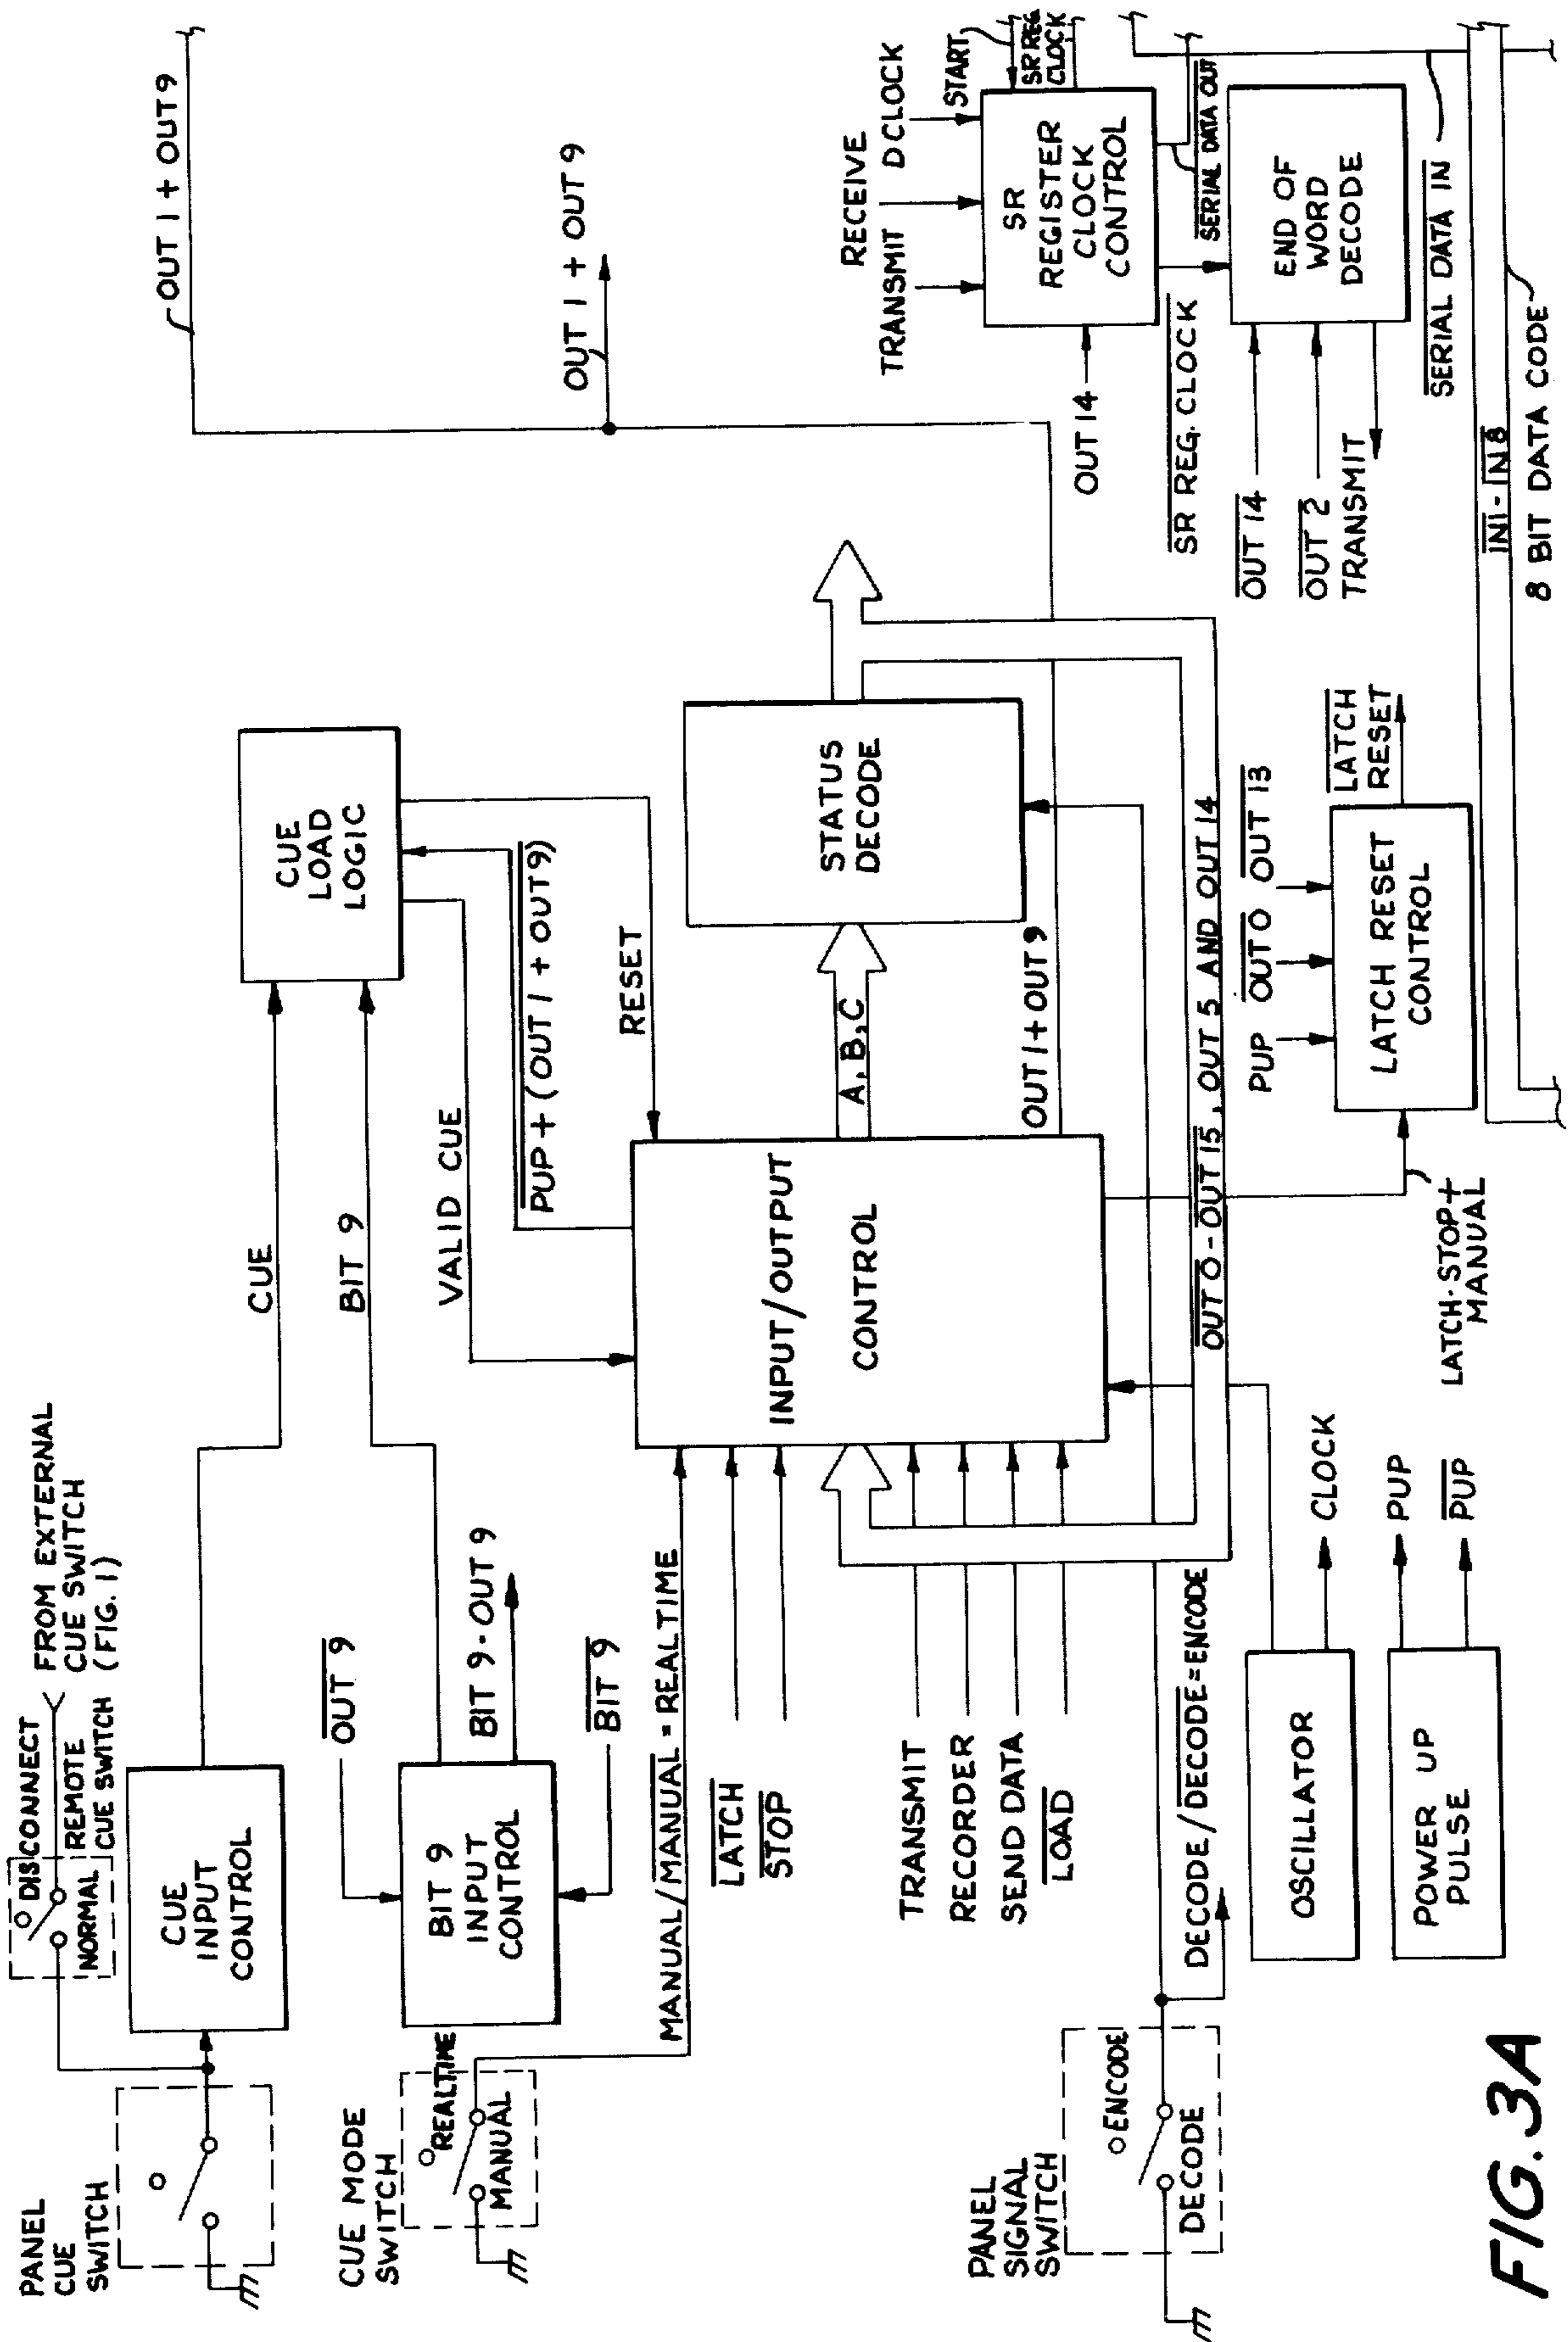 PANEL
CUE
SWITCH
DISCONNECT
NORMAL
REMOTE
CUE SWITCH
FROM EXTERNAL
CUE SWITCH
(FIG. 1)
CUE
INPUT
CONTROL
CUE
BIT 9
CUE
LOAD
LOGIC
OUT 1 + OUT 9
CUE MODE
SWITCH
REALTIME
MANUAL
OUT 9
BIT 9
INPUT
CONTROL
BIT 9·OUT 9
BIT 9
VALID CUE
PUP + (OUT 1 + OUT 9)
RESET
OUT 1 + OUT 9
MANUAL/MANUAL = REALTIME
LATCH
STOP
TRANSMIT
RECORDER
SEND DATA
LOAD
INPUT/OUTPUT
CONTROL
A,B,C
STATUS
DECODE
OUT 1+OUT 9
OUT 0-OUT 15, OUT 5 AND OUT 14
PANEL
SIGNAL
SWITCH
ENCODE
DECODE
DECODE/DECODE=ENCODE
OSCILLATOR
CLOCK
POWER UP
PULSE
PUP
PUP
LATCH·STOP+
MANUAL
PUP
OUT 0
OUT 13
LATCH RESET
CONTROL
LATCH
RESET
TRANSMIT
RECEIVE
DCLOCK
START
SR REG
CLOCK
OUT 14
SR
REGISTER
CLOCK
CONTROL
SR REG. CLOCK
SERIAL DATA OUT
OUT 14
OUT 2
TRANSMIT
END OF
WORD
DECODE
SERIAL DATA IN
IN1-IN8
8 BIT DATA CODE
FIG. 3A